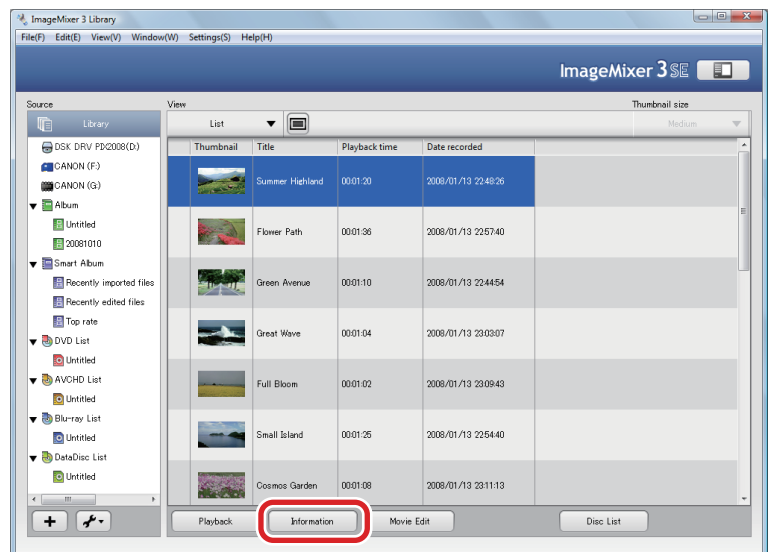 ImageMixer 3 Library
File(F) Edit(E) View(V) Window(W) Settings(S) Help(H)
ImageMixer 3 SE
Source
Library
DSK DRV PD2008(D:)
CANON (F:)
CANON (G:)
Album
Untitled
20081010
Smart Album
Recently imported files
Recently edited files
Top rate
DVD List
Untitled
AVCHD List
Untitled
Blu-ray List
Untitled
DataDisc List
Untitled
View
Thumbnail size
List
Medium
Thumbnail Title Playback time Date recorded
Summer Highland 00:01:20 2008/01/13 22:48:26
Flower Path 00:01:36 2008/01/13 22:57:40
Green Avenue 00:01:10 2008/01/13 22:44:54
Great Wave 00:01:04 2008/01/13 23:03:07
Full Bloom 00:01:02 2008/01/13 23:09:43
Small Island 00:01:25 2008/01/13 22:54:40
Cosmos Garden 00:01:08 2008/01/13 23:11:13
Playback Information Movie Edit Disc List